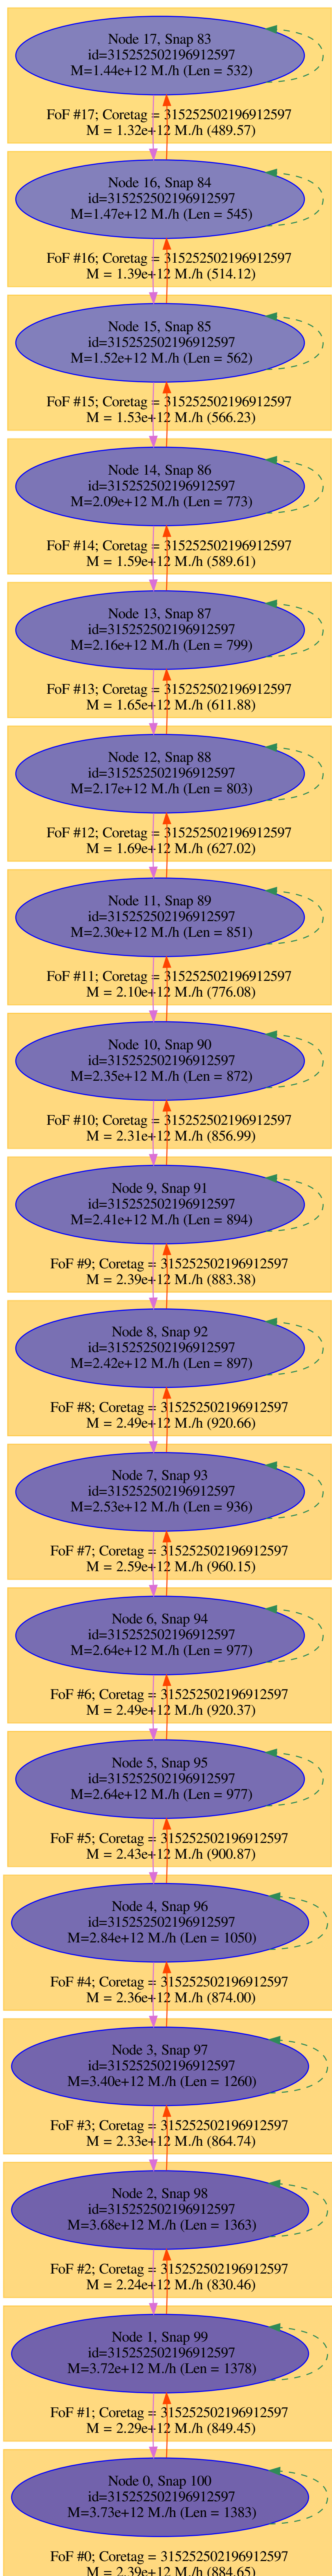 Node 17, Snap 83
id=315252502196912597
M=1.44e+12 M./h (Len = 532)
FoF #17; Coretag = 315252502196912597
M = 1.32e+12 M./h (489.57)
Node 16, Snap 84
id=315252502196912597
M=1.47e+12 M./h (Len = 545)
FoF #16; Coretag = 315252502196912597
M = 1.39e+12 M./h (514.12)
Node 15, Snap 85
id=315252502196912597
M=1.52e+12 M./h (Len = 562)
FoF #15; Coretag = 315252502196912597
M = 1.53e+12 M./h (566.23)
Node 14, Snap 86
id=315252502196912597
M=2.09e+12 M./h (Len = 773)
FoF #14; Coretag = 315252502196912597
M = 1.59e+12 M./h (589.61)
Node 13, Snap 87
id=315252502196912597
M=2.16e+12 M./h (Len = 799)
FoF #13; Coretag = 315252502196912597
M = 1.65e+12 M./h (611.88)
Node 12, Snap 88
id=315252502196912597
M=2.17e+12 M./h (Len = 803)
FoF #12; Coretag = 315252502196912597
M = 1.69e+12 M./h (627.02)
Node 11, Snap 89
id=315252502196912597
M=2.30e+12 M./h (Len = 851)
FoF #11; Coretag = 315252502196912597
M = 2.10e+12 M./h (776.08)
Node 10, Snap 90
id=315252502196912597
M=2.35e+12 M./h (Len = 872)
FoF #10; Coretag = 315252502196912597
M = 2.31e+12 M./h (856.99)
Node 9, Snap 91
id=315252502196912597
M=2.41e+12 M./h (Len = 894)
FoF #9; Coretag = 315252502196912597
M = 2.39e+12 M./h (883.38)
Node 8, Snap 92
id=315252502196912597
M=2.42e+12 M./h (Len = 897)
FoF #8; Coretag = 315252502196912597
M = 2.49e+12 M./h (920.66)
Node 7, Snap 93
id=315252502196912597
M=2.53e+12 M./h (Len = 936)
FoF #7; Coretag = 315252502196912597
M = 2.59e+12 M./h (960.15)
Node 6, Snap 94
id=315252502196912597
M=2.64e+12 M./h (Len = 977)
FoF #6; Coretag = 315252502196912597
M = 2.49e+12 M./h (920.37)
Node 5, Snap 95
id=315252502196912597
M=2.64e+12 M./h (Len = 977)
FoF #5; Coretag = 315252502196912597
M = 2.43e+12 M./h (900.87)
Node 4, Snap 96
id=315252502196912597
M=2.84e+12 M./h (Len = 1050)
FoF #4; Coretag = 315252502196912597
M = 2.36e+12 M./h (874.00)
Node 3, Snap 97
id=315252502196912597
M=3.40e+12 M./h (Len = 1260)
FoF #3; Coretag = 315252502196912597
M = 2.33e+12 M./h (864.74)
Node 2, Snap 98
id=315252502196912597
M=3.68e+12 M./h (Len = 1363)
FoF #2; Coretag = 315252502196912597
M = 2.24e+12 M./h (830.46)
Node 1, Snap 99
id=315252502196912597
M=3.72e+12 M./h (Len = 1378)
FoF #1; Coretag = 315252502196912597
M = 2.29e+12 M./h (849.45)
Node 0, Snap 100
id=315252502196912597
M=3.73e+12 M./h (Len = 1383)
FoF #0; Coretag = 315252502196912597
M = 2.39e+12 M./h (884.65)